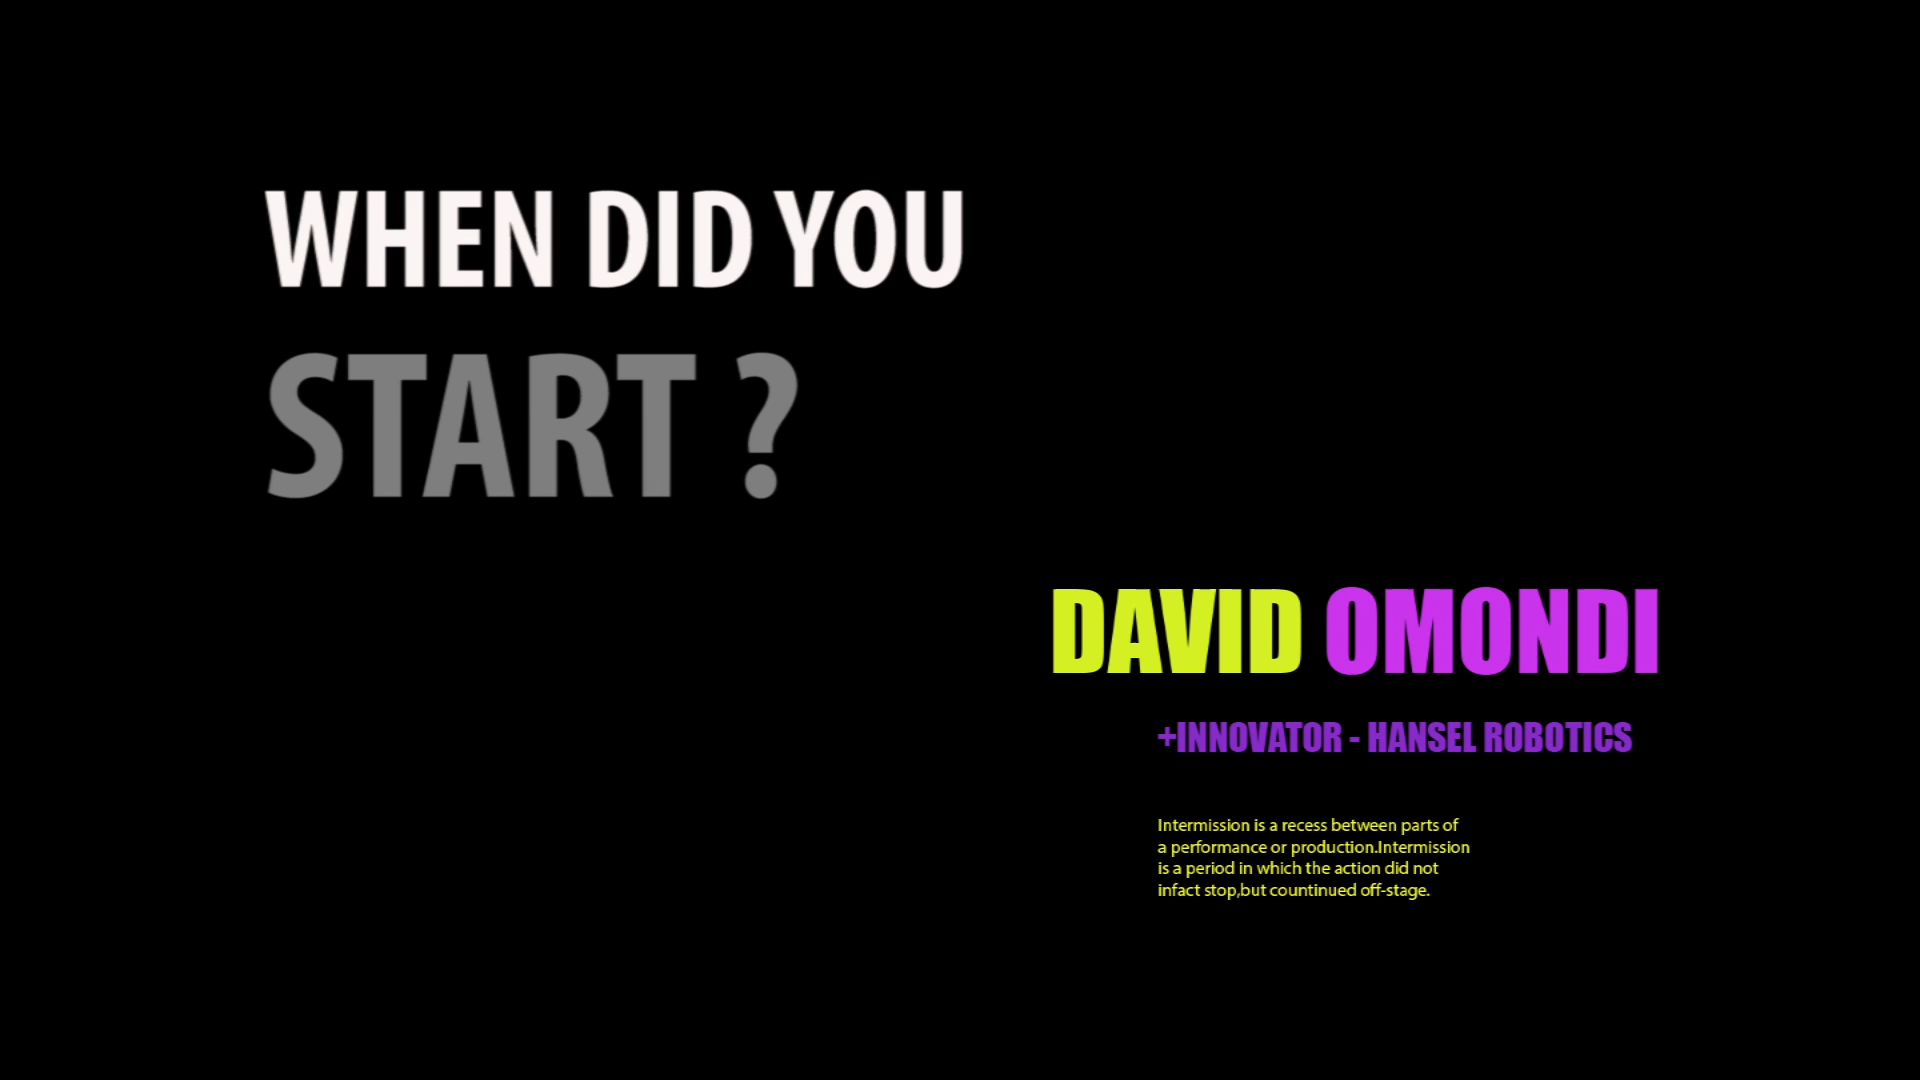 WHEN DID YOU
START ?
DAVID OMONDI
+INNOVATOR - HANSEL ROBOTICS
Intermission is a recess between parts of
a performance or production.Intermission
is a period in which the action did not
infact stop,but countinued off-stage.